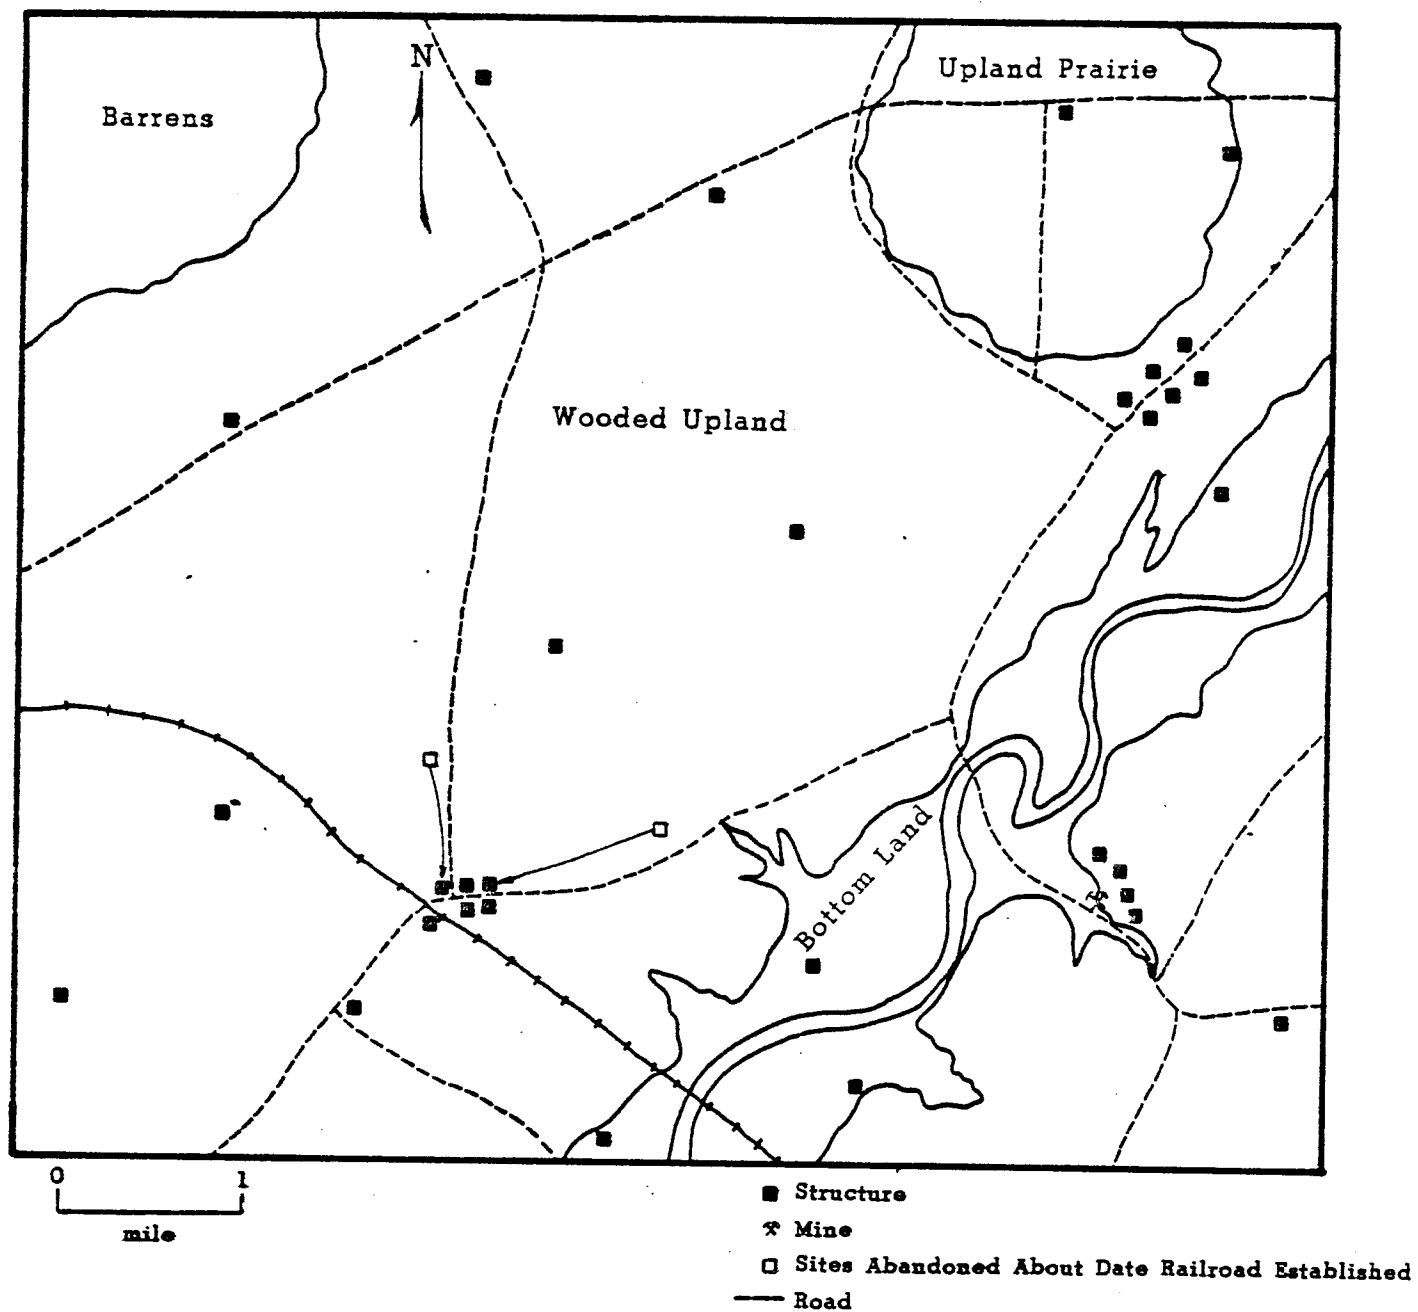 Upland Prairie
N
Barrens
Wooded Upland
Bottom Land
0 1
mile
Structure
Mine
Sites Abandoned About Date Railroad Established
Road